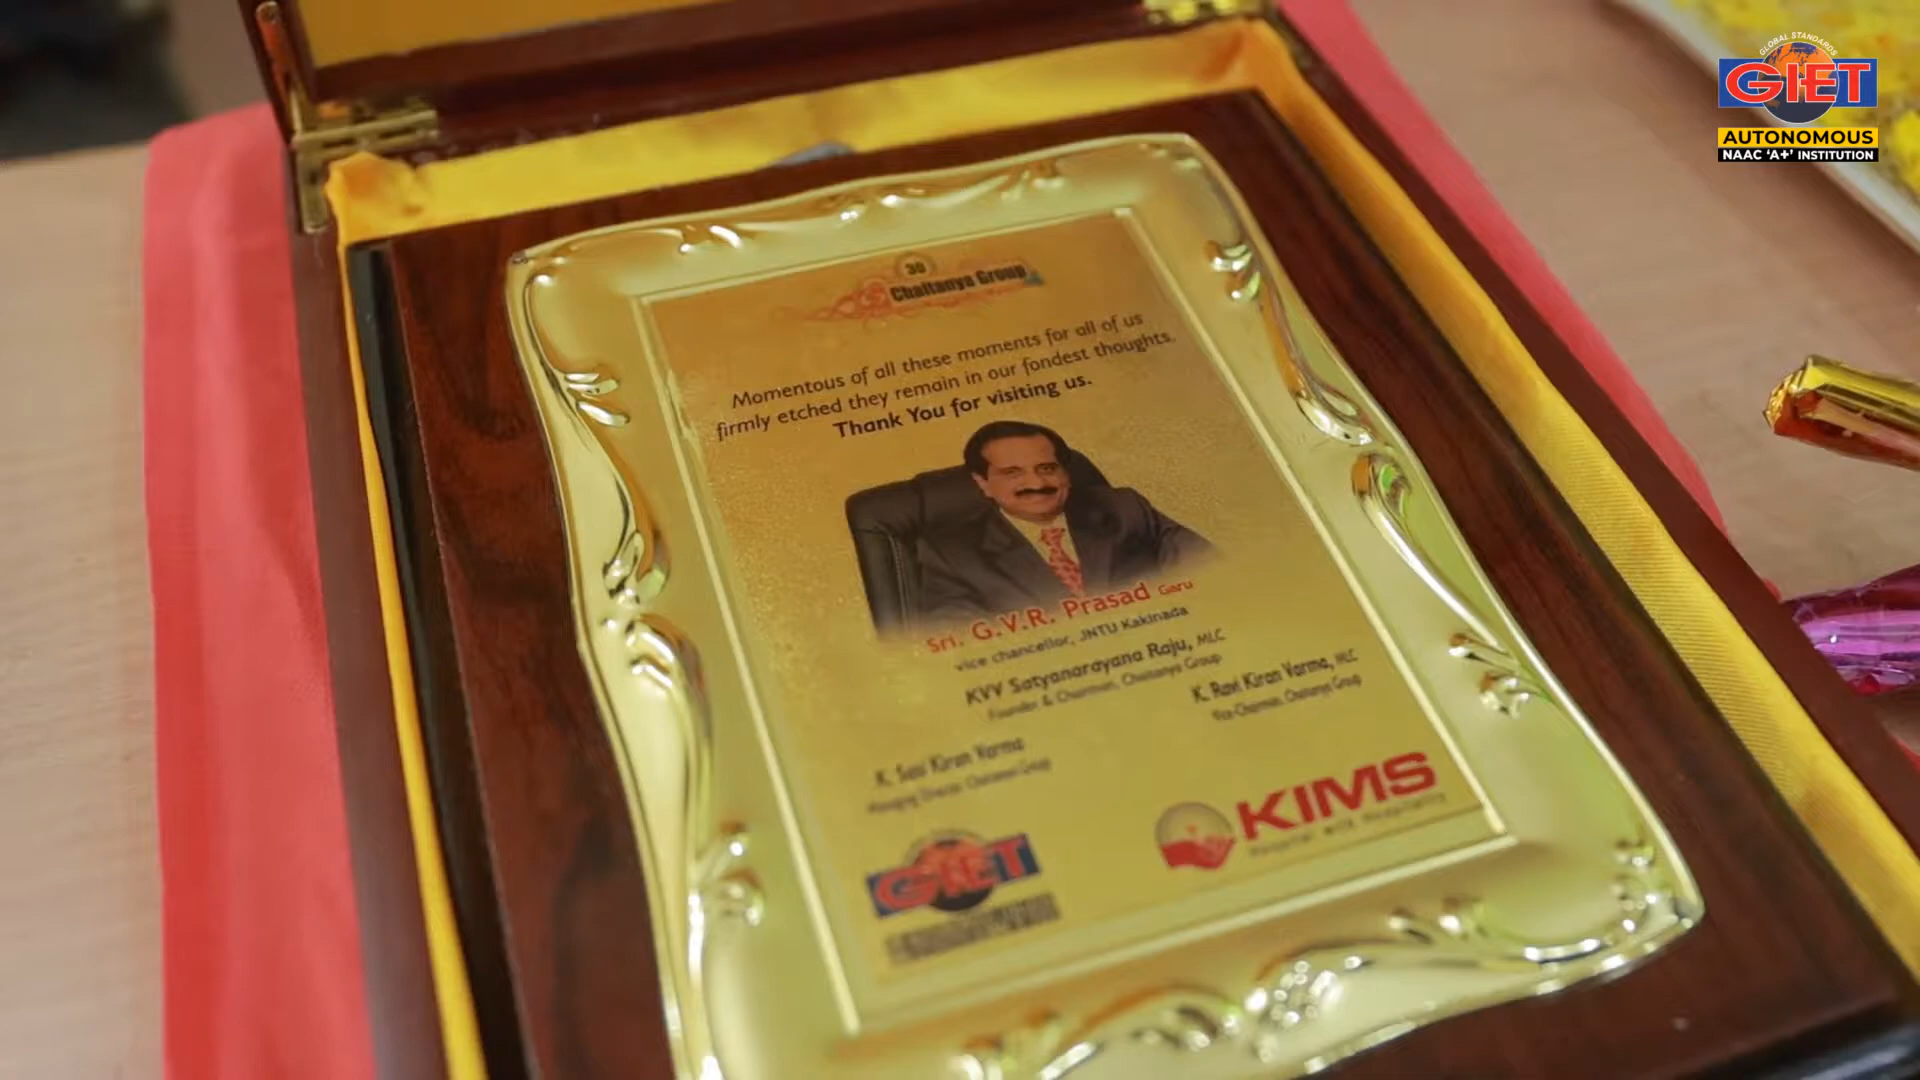 GLOBAL STANDARDS
GIET
AUTONOMOUS
NAAC ‘A+’ INSTITUTION
30
Chaitanya Group
Momentous of all these moments for all of us
firmly etched they remain in our fondest thoughts.
Thank You for visiting us.
Sri. G.V.R. Prasad Garu
vice chancellor, JNTU Kakinada
KVV Satyanarayana Raju, MLC
Founder & Chairman, Chaitanya Group
K. Ravi Kiran Varma, MLC
Vice-Chairman, Chaitanya Group
K. Sasi Kiran Varma
Managing Director, Chaitanya Group
GIET
KIMS